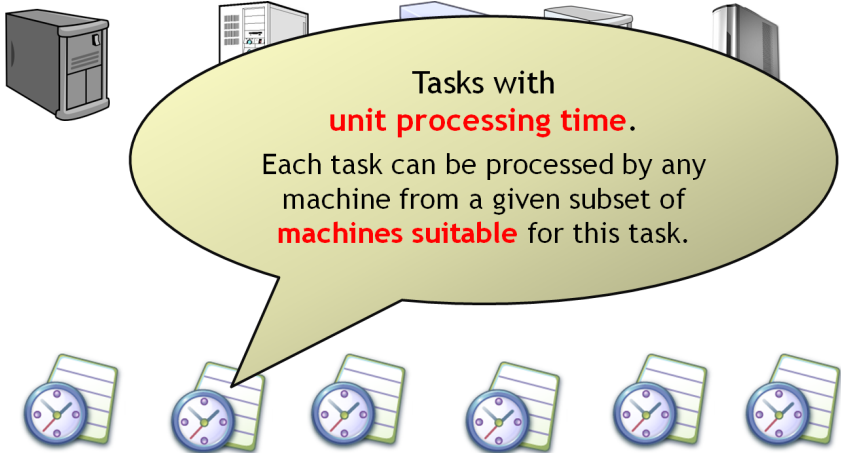 Tasks with
unit processing time.
Each task can be processed by any
machine from a given subset of
machines suitable for this task.